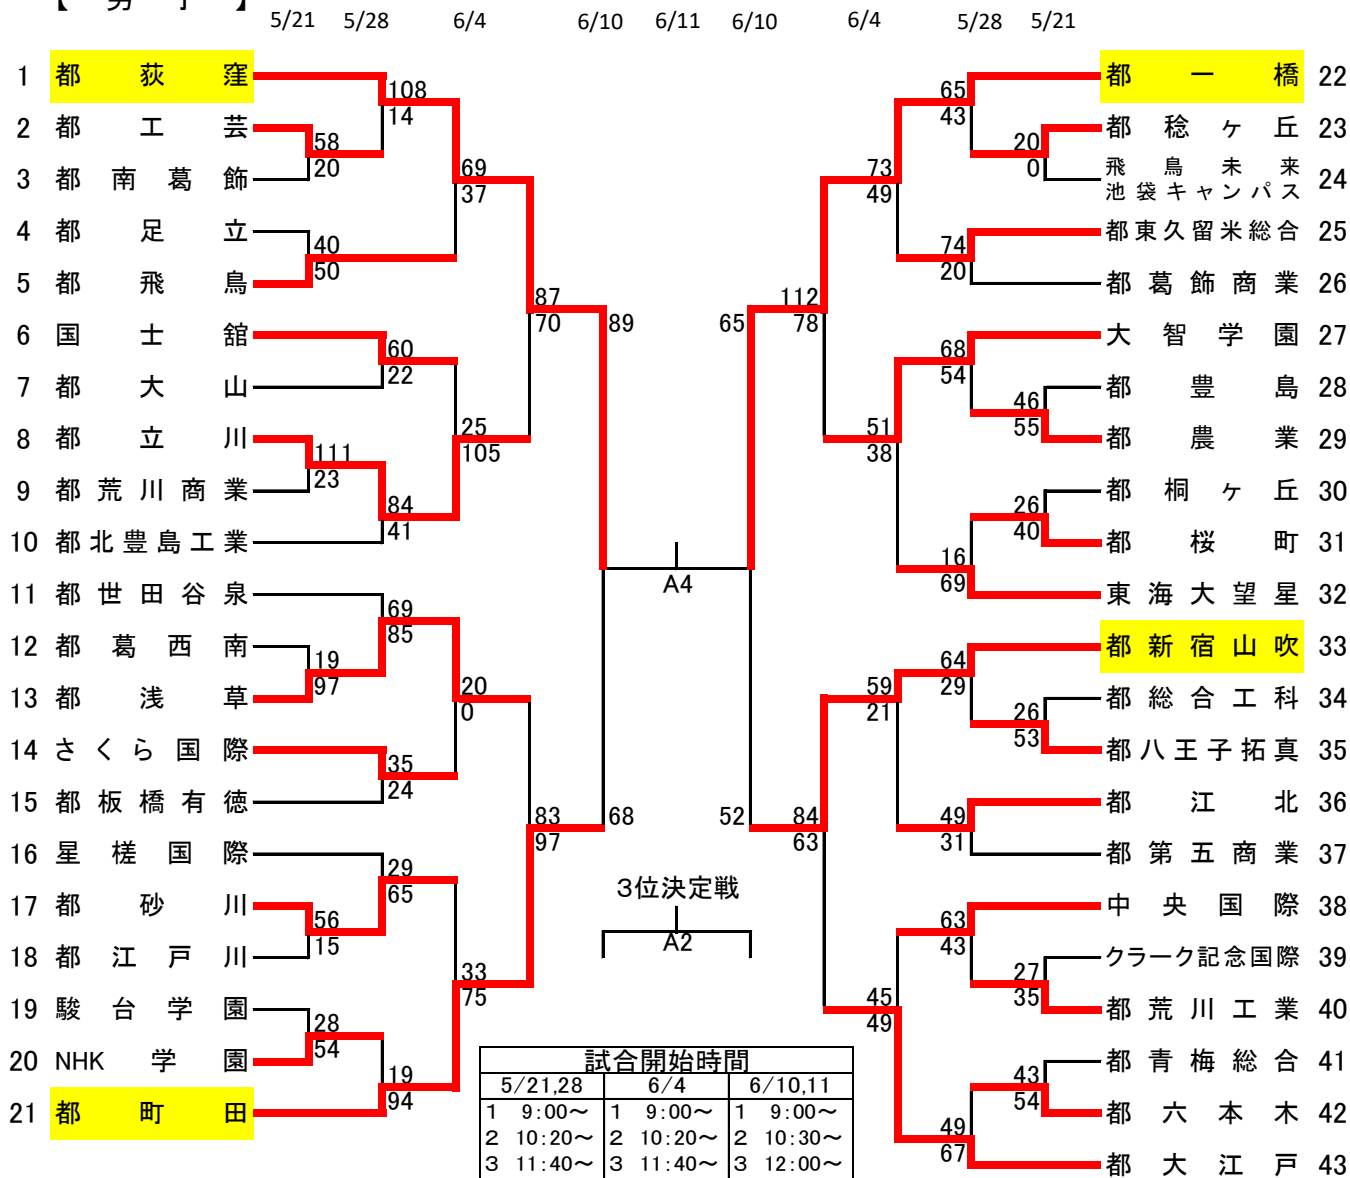 【 男 子 】
5/21 5/28 6/4 6/10 6/11 6/10 6/4 5/28 5/21
1 都荻窪
2 都工芸
3 都南葛飾
4 都足立
5 都飛鳥
6 国士舘
7 都大山
8 都立川
9 都荒川商業
10 都北豊島工業
11 都世田谷泉
12 都葛西南
13 都浅草
14 さくら国際
15 都板橋有徳
16 星槎国際
17 都砂川
18 都江戸川
19 駿台学園
20 NHK学園
21 都町田
108
14
58
20
69
37
40
50
87
70
89
60
22
25
105
111
23
84
41
69
85
19
97
20
0
35
24
83
97
68
29
65
56
15
33
75
28
54
19
94
A4
3位決定戦
A2
65
43
20
0
73
49
74
20
112
78
65
68
54
46
55
51
38
26
40
16
69
64
29
59
21
26
53
49
31
84
63
52
63
43
27
35
45
49
43
54
49
67
都一橋 22
都稔ヶ丘 23
飛鳥未来
池袋キャンパス 24
都東久留米総合 25
都葛飾商業 26
大智学園 27
都豊島 28
都農業 29
都桐ヶ丘 30
都桜町 31
東海大望星 32
都新宿山吹 33
都総合工科 34
都八王子拓真 35
都江北 36
都第五商業 37
中央国際 38
クラーク記念国際 39
都荒川工業 40
都青梅総合 41
都六本木 42
都大江戸 43
試合開始時間
5/21,28 6/4 6/10,11
1 9:00～ 1 9:00～ 1 9:00～
2 10:20～ 2 10:20～ 2 10:30～
3 11:40～ 3 11:40～ 3 12:00～